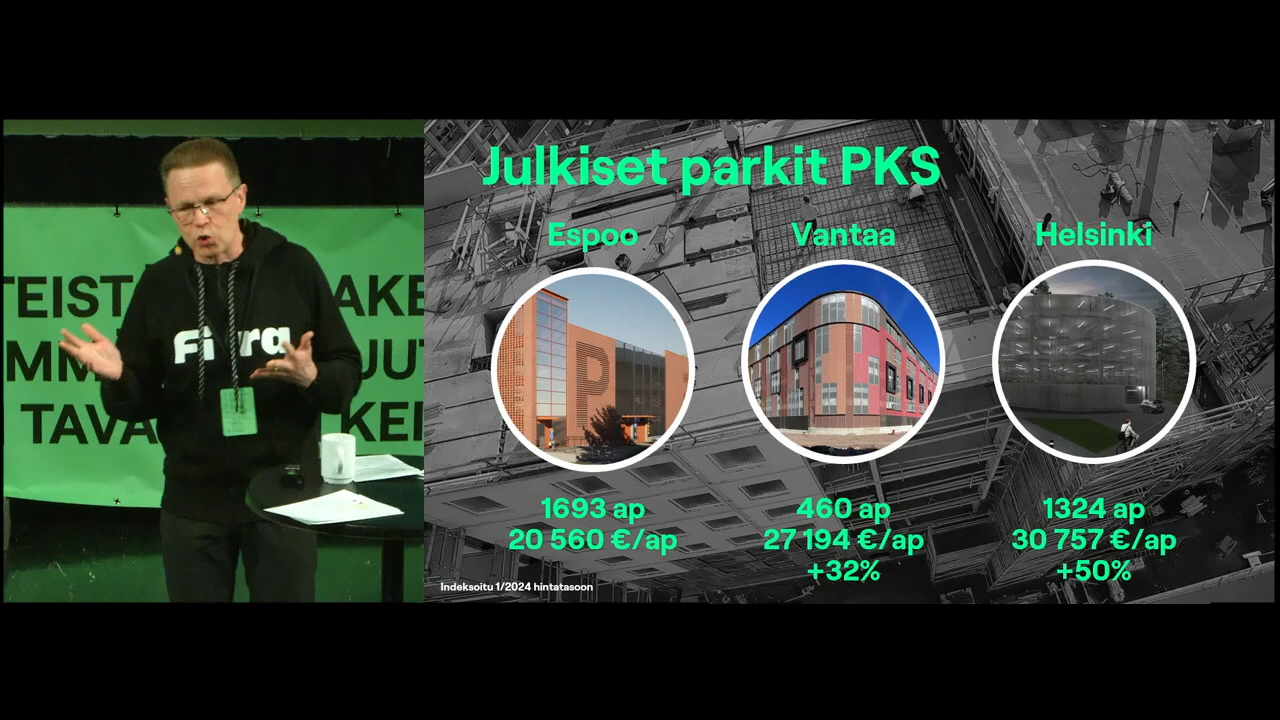 Julkiset parkit PKS
Espoo
Vantaa
Helsinki
P
1693 ap
20 560 €/ap
460 ap
27 194 €/ap
+32%
1324 ap
30 757 €/ap
+50%
Indeksoitu 1/2024 hintatasoon